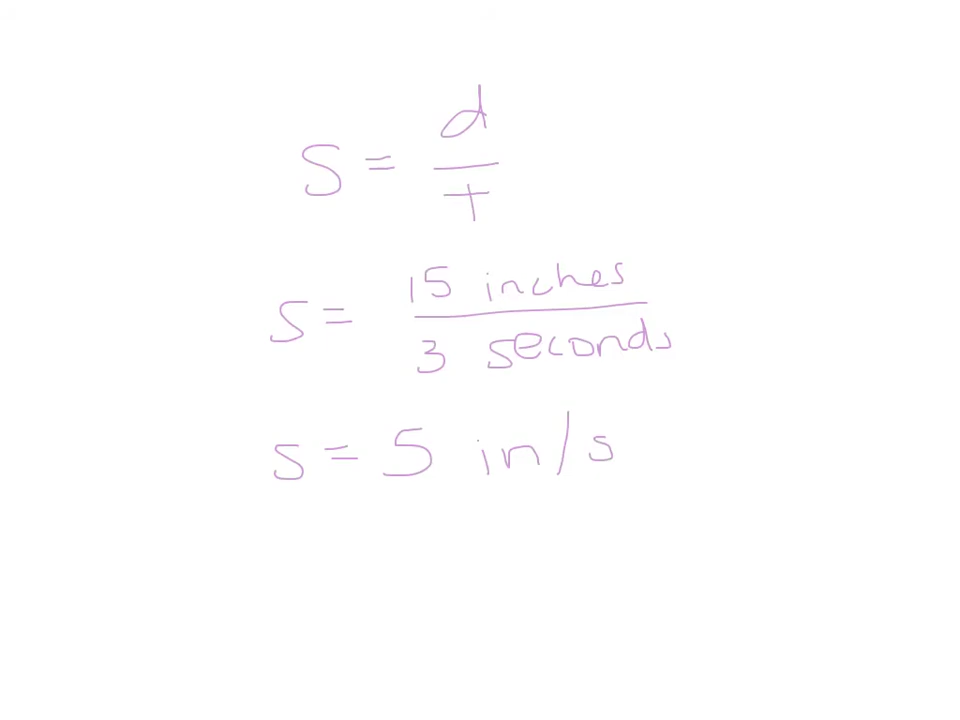 S = d/T
S = 15 inches/3 seconds
S = 5 in/s